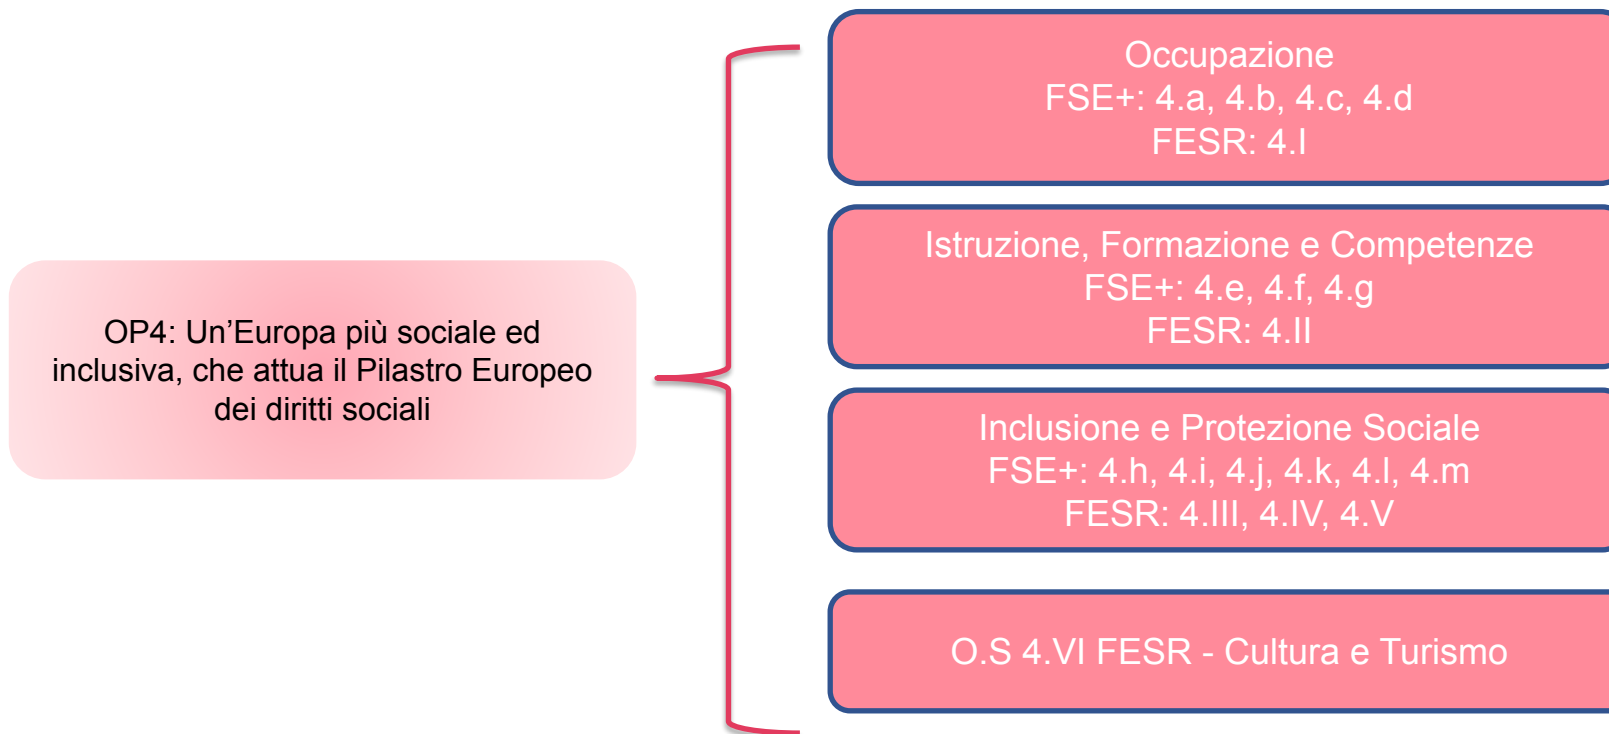 OP4: Un’Europa più sociale ed
inclusiva, che attua il Pilastro Europeo
dei diritti sociali
Occupazione
FSE+: 4.a, 4.b, 4.c, 4.d
FESR: 4.I
Istruzione, Formazione e Competenze
FSE+: 4.e, 4.f, 4.g
FESR: 4.II
Inclusione e Protezione Sociale
FSE+: 4.h, 4.i, 4.j, 4.k, 4.l, 4.m
FESR: 4.III, 4.IV, 4.V
O.S 4.VI FESR - Cultura e Turismo